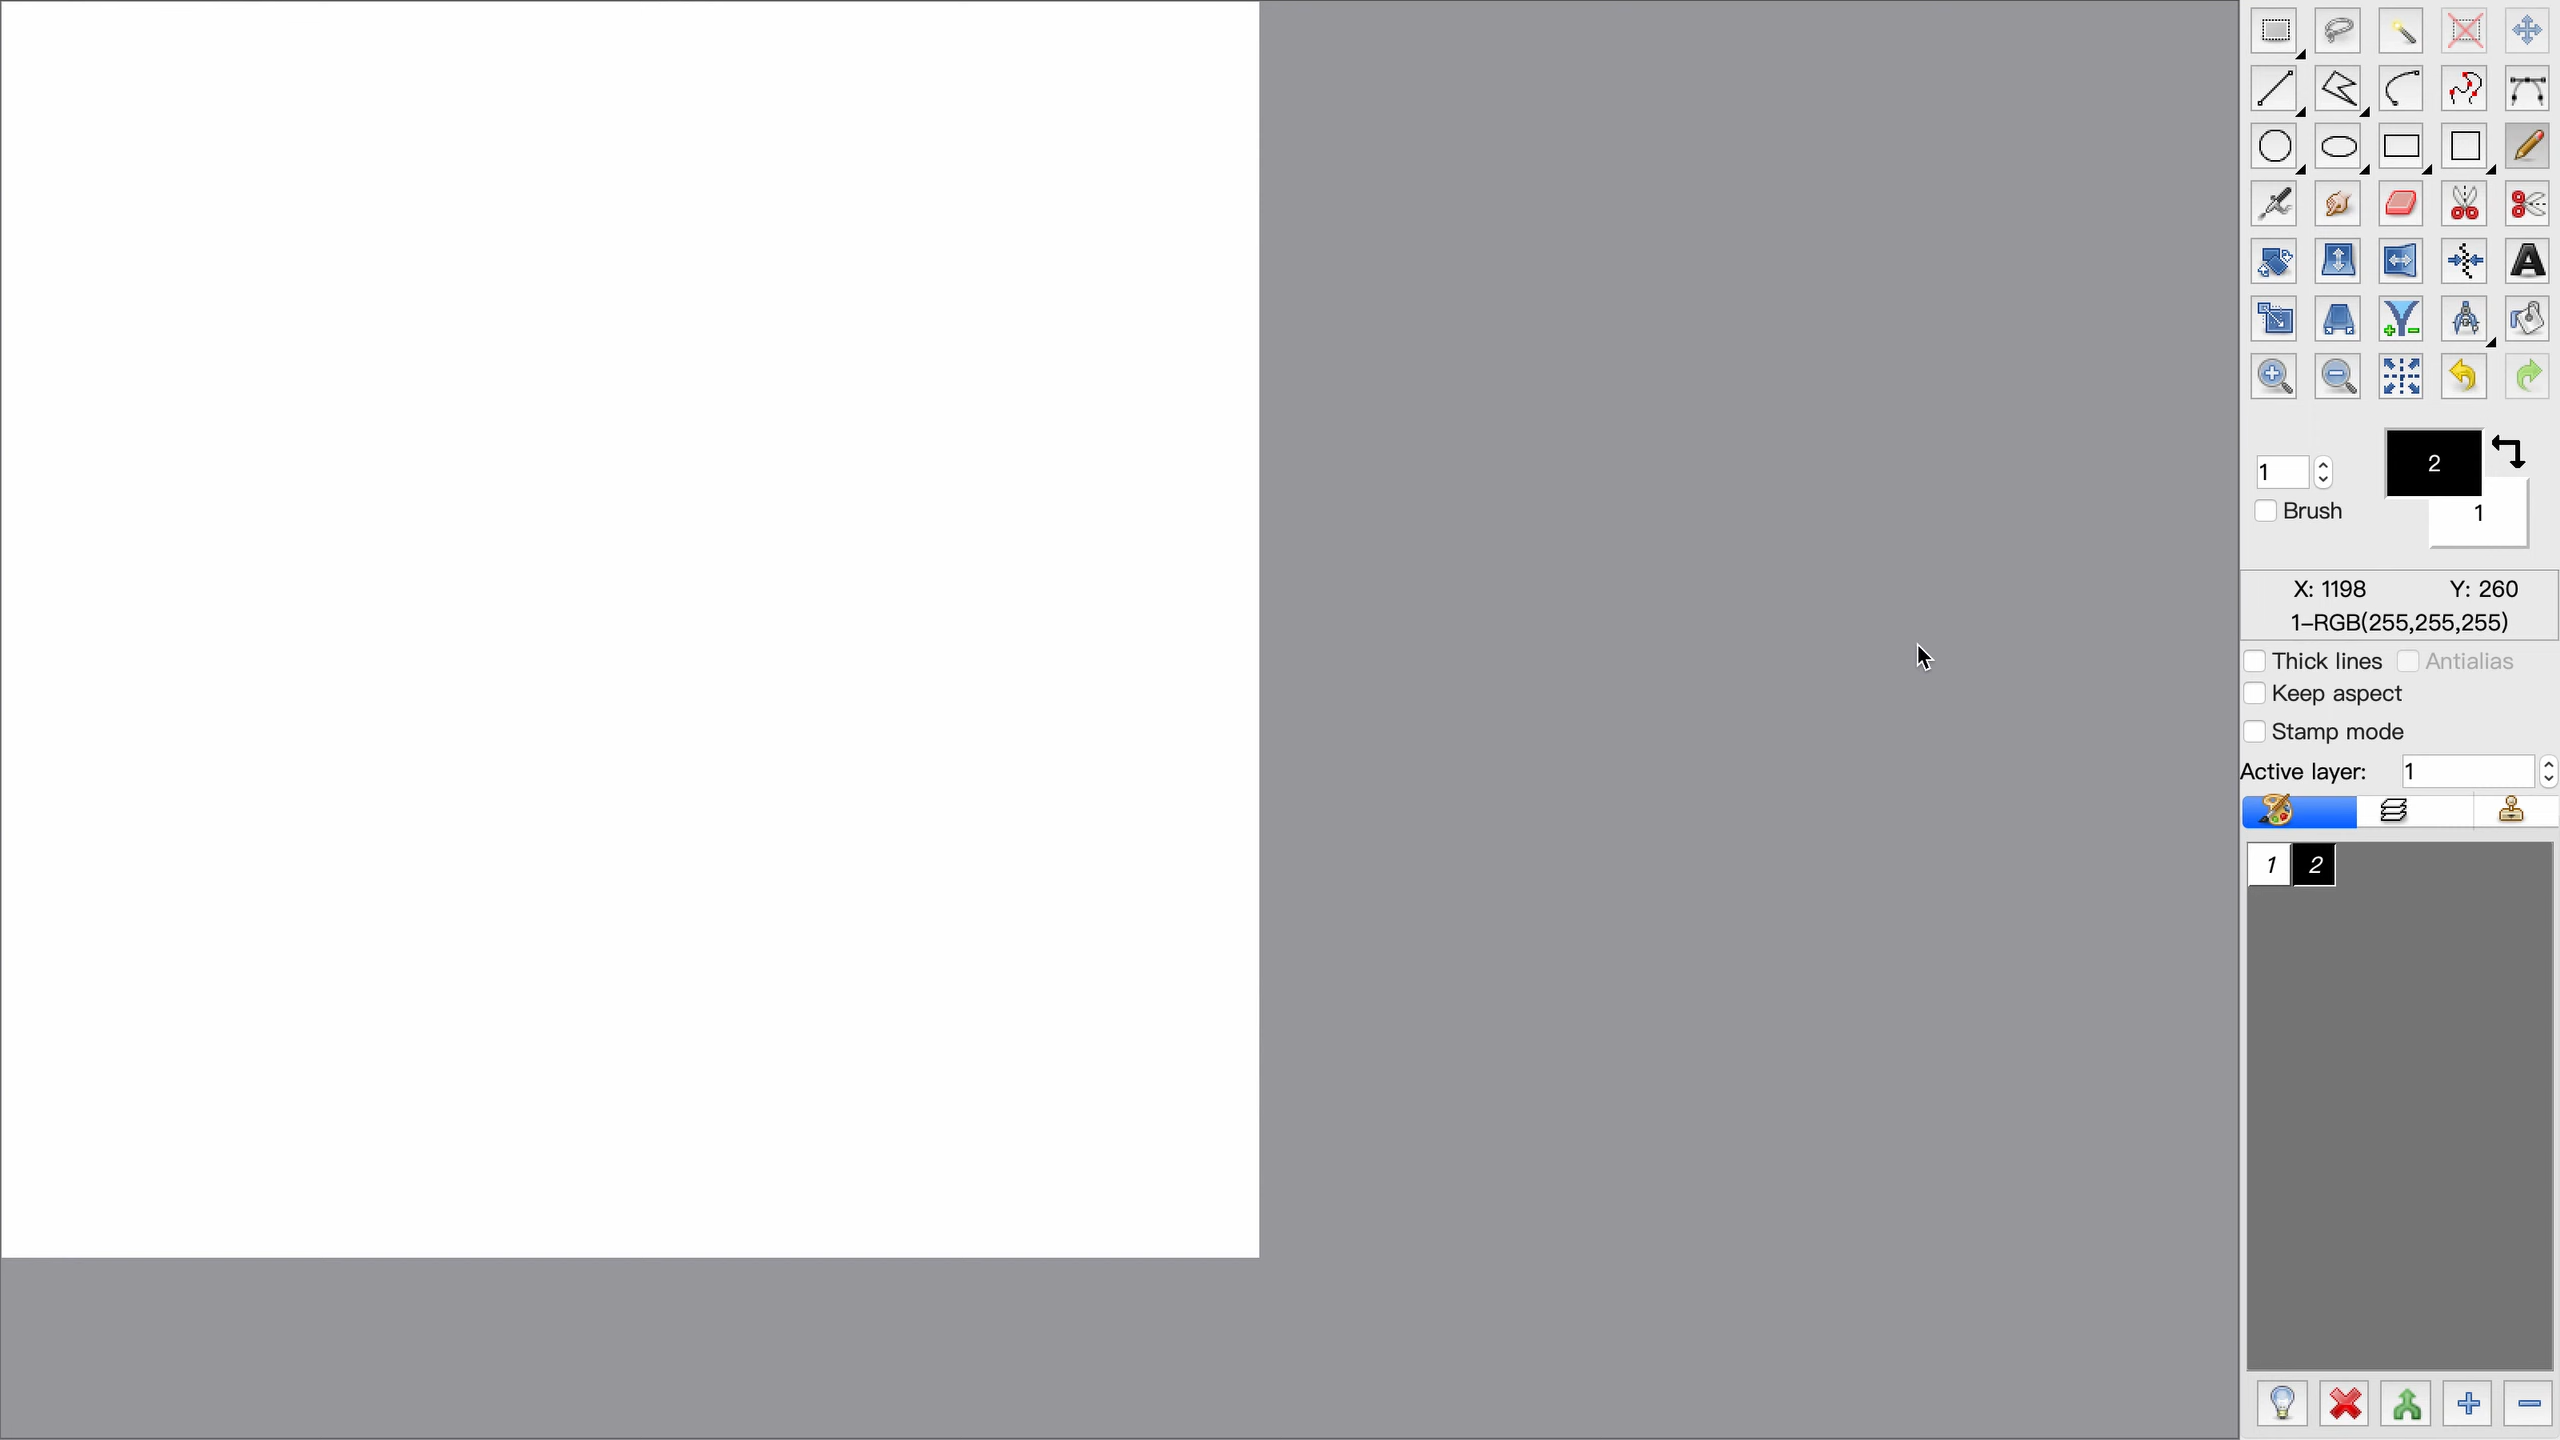 A
1
2
Brush
1
X: 1198 Y: 260
1-RGB(255,255,255)
Thick lines Antialias
Keep aspect
Stamp mode
Active layer: 1
1 2